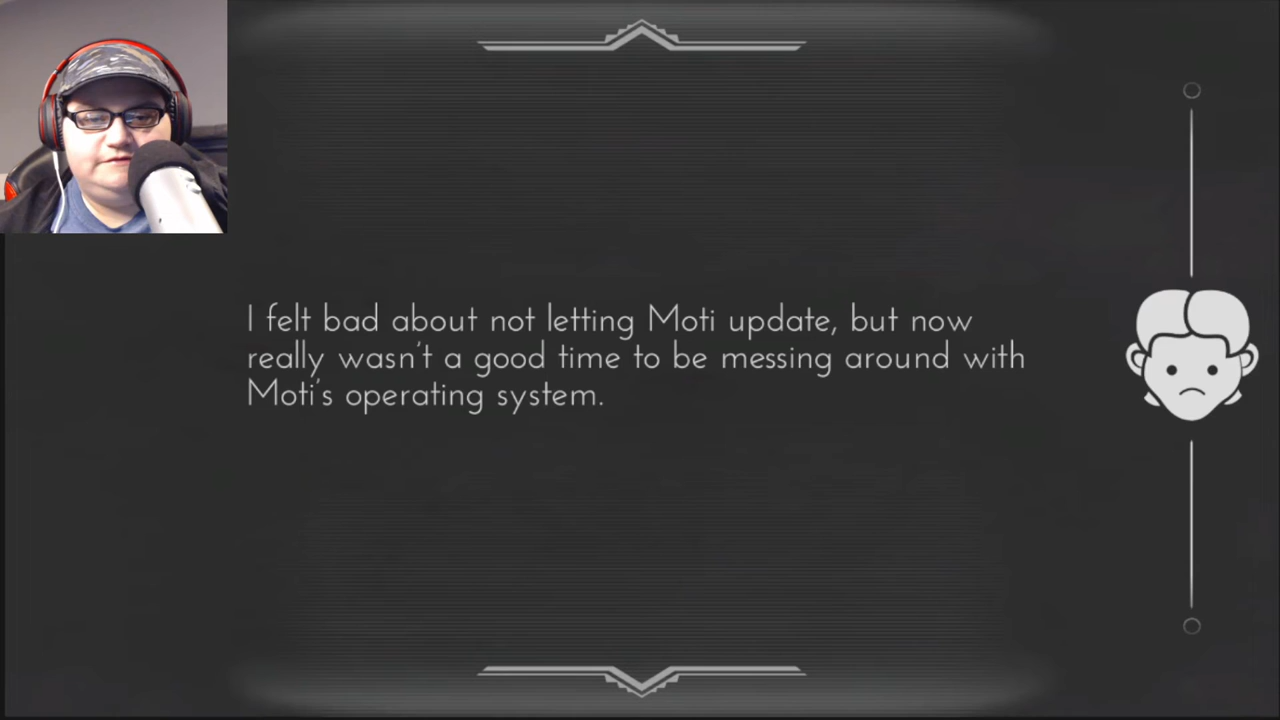 I felt bad about not letting Moti update, but now
really wasn't a good time to be messing around with
Moti's operating system.